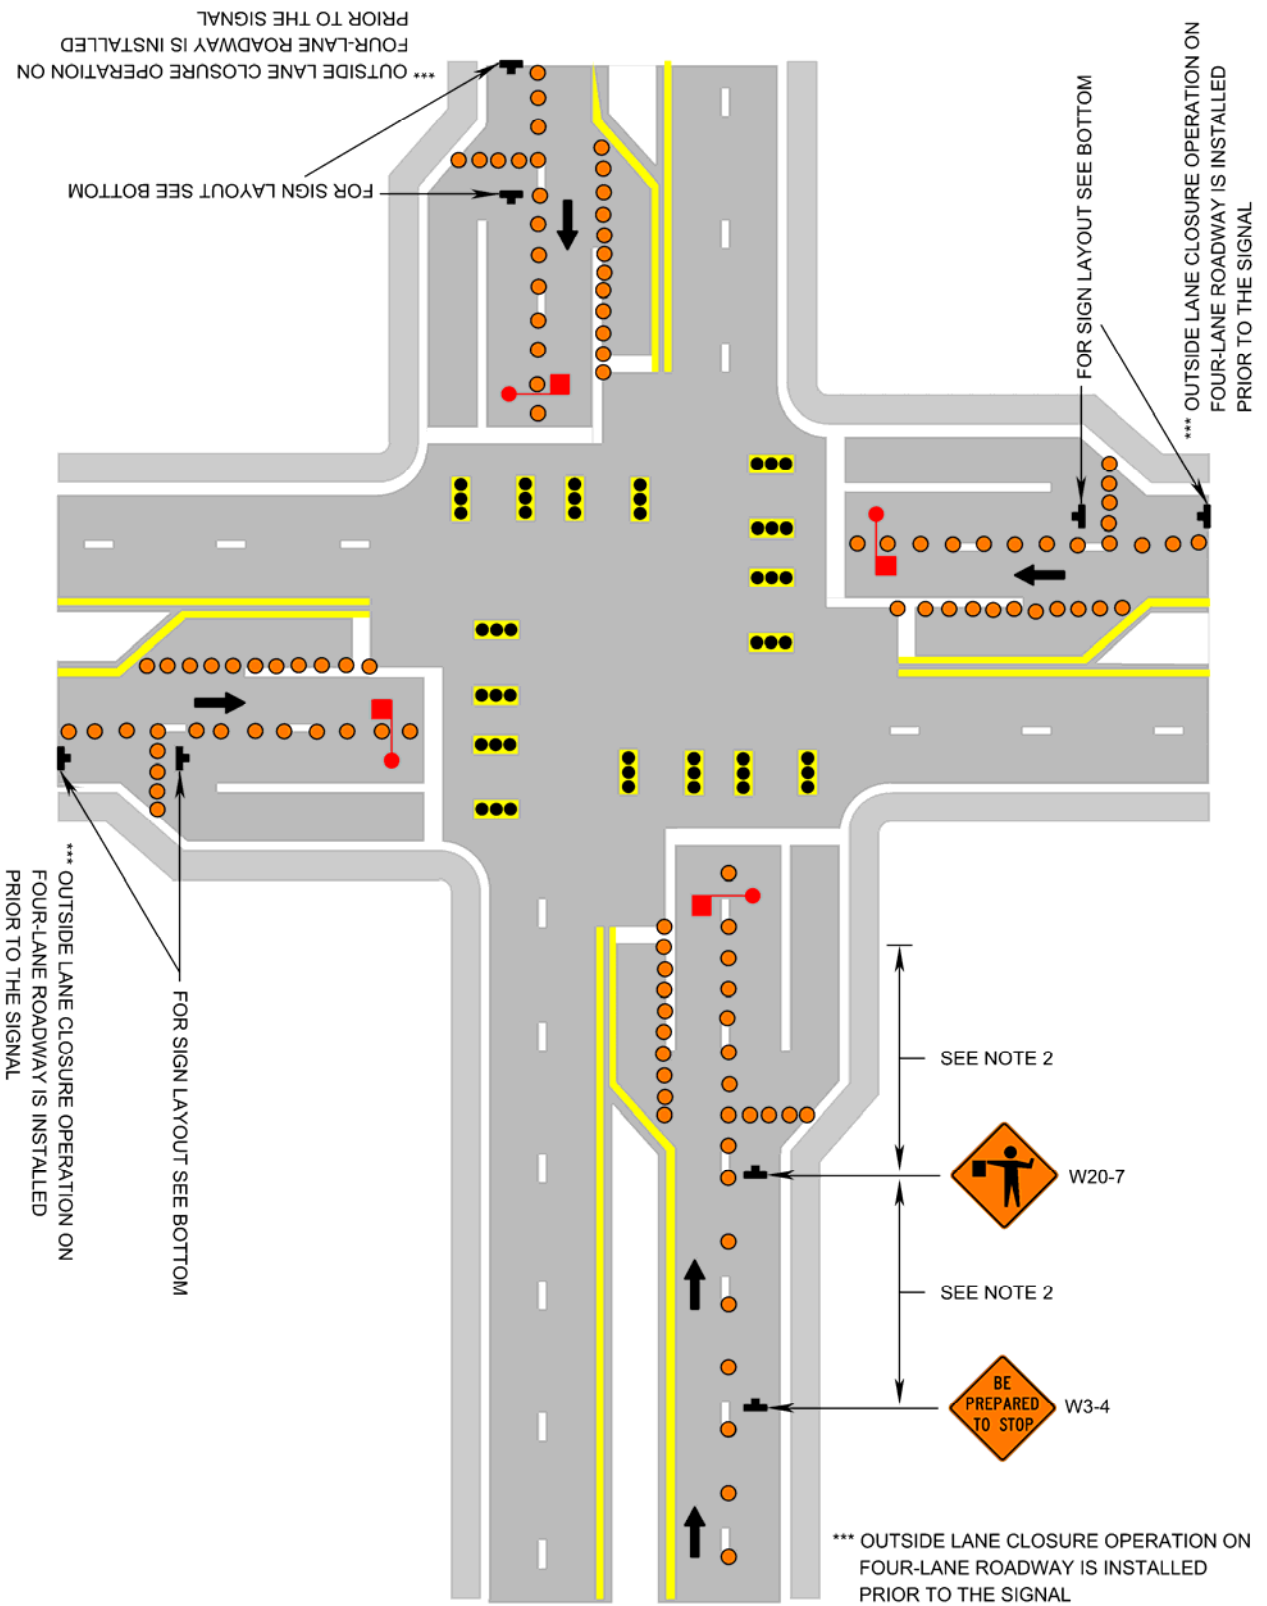 *** OUTSIDE LANE CLOSURE OPERATION ON
FOUR-LANE ROADWAY IS INSTALLED
PRIOR TO THE SIGNAL
FOR SIGN LAYOUT SEE BOTTOM
FOR SIGN LAYOUT SEE BOTTOM
*** OUTSIDE LANE CLOSURE OPERATION ON
FOUR-LANE ROADWAY IS INSTALLED
PRIOR TO THE SIGNAL
*** OUTSIDE LANE CLOSURE OPERATION ON
FOUR-LANE ROADWAY IS INSTALLED
PRIOR TO THE SIGNAL
FOR SIGN LAYOUT SEE BOTTOM
SEE NOTE 2
W20-7
SEE NOTE 2
BE
PREPARED
TO STOP
W3-4
*** OUTSIDE LANE CLOSURE OPERATION ON
FOUR-LANE ROADWAY IS INSTALLED
PRIOR TO THE SIGNAL